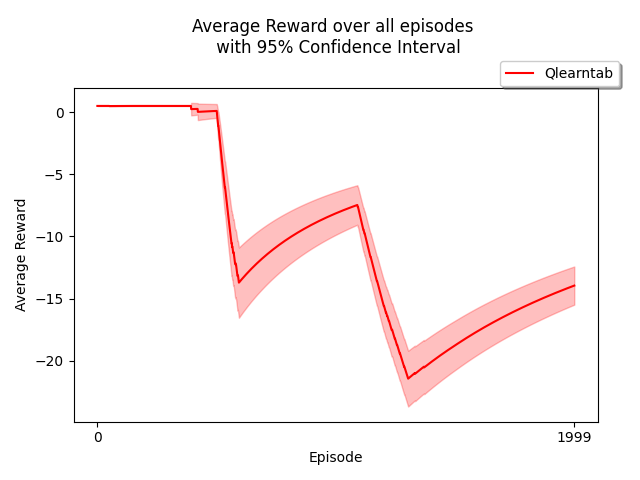 Average Reward over all episodes
with 95% Confidence Interval
Qlearntab
0
−5
−10
−15
−20
Average Reward
0
1999
Episode